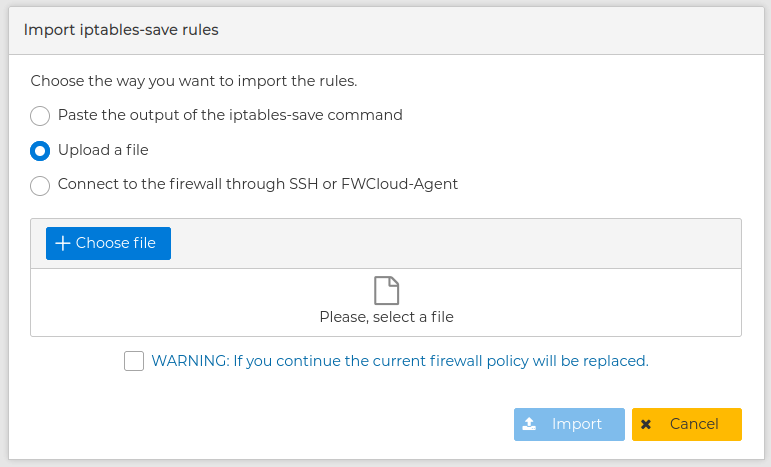 Import iptables-save rules
Choose the way you want to import the rules.
Paste the output of the iptables-save command
Upload a file
Connect to the firewall through SSH or FWCloud-Agent
Choose file
Please, select a file
WARNING: If you continue the current firewall policy will be replaced.
Import Cancel